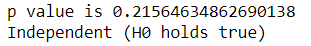 p value is 0.21564634862690138
Independent (H0 holds true)